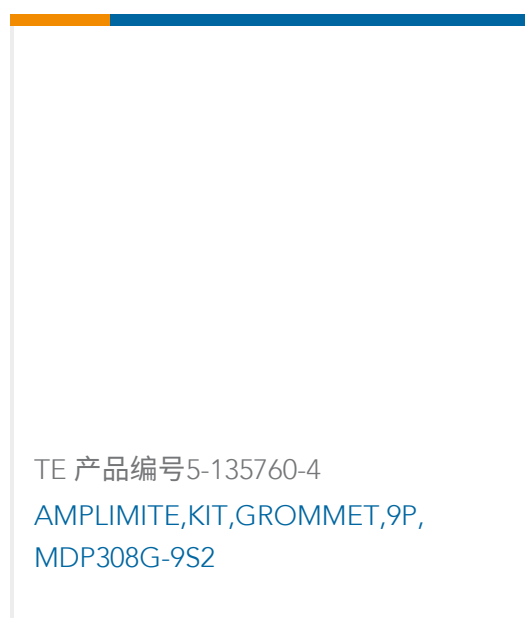 TE 产品编号5-135760-4
AMPLIMITE,KIT,GROMMET,9P,
MDP308G-9S2